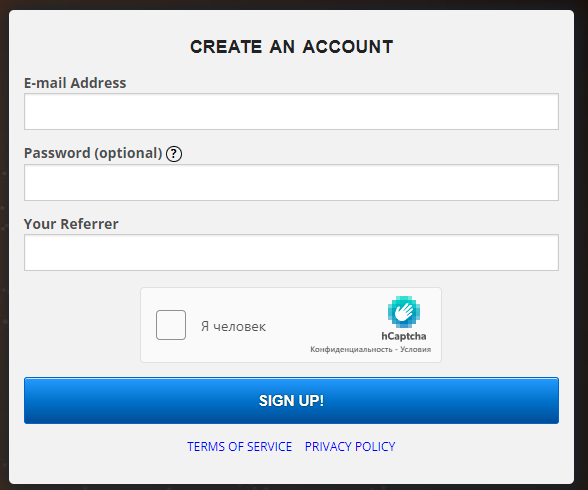 CREATE AN ACCOUNT
E-mail Address
Password (optional) ?
Your Referrer
Я человек
hCaptcha
Конфиденциальность - Условия
SIGN UP!
TERMS OF SERVICE PRIVACY POLICY